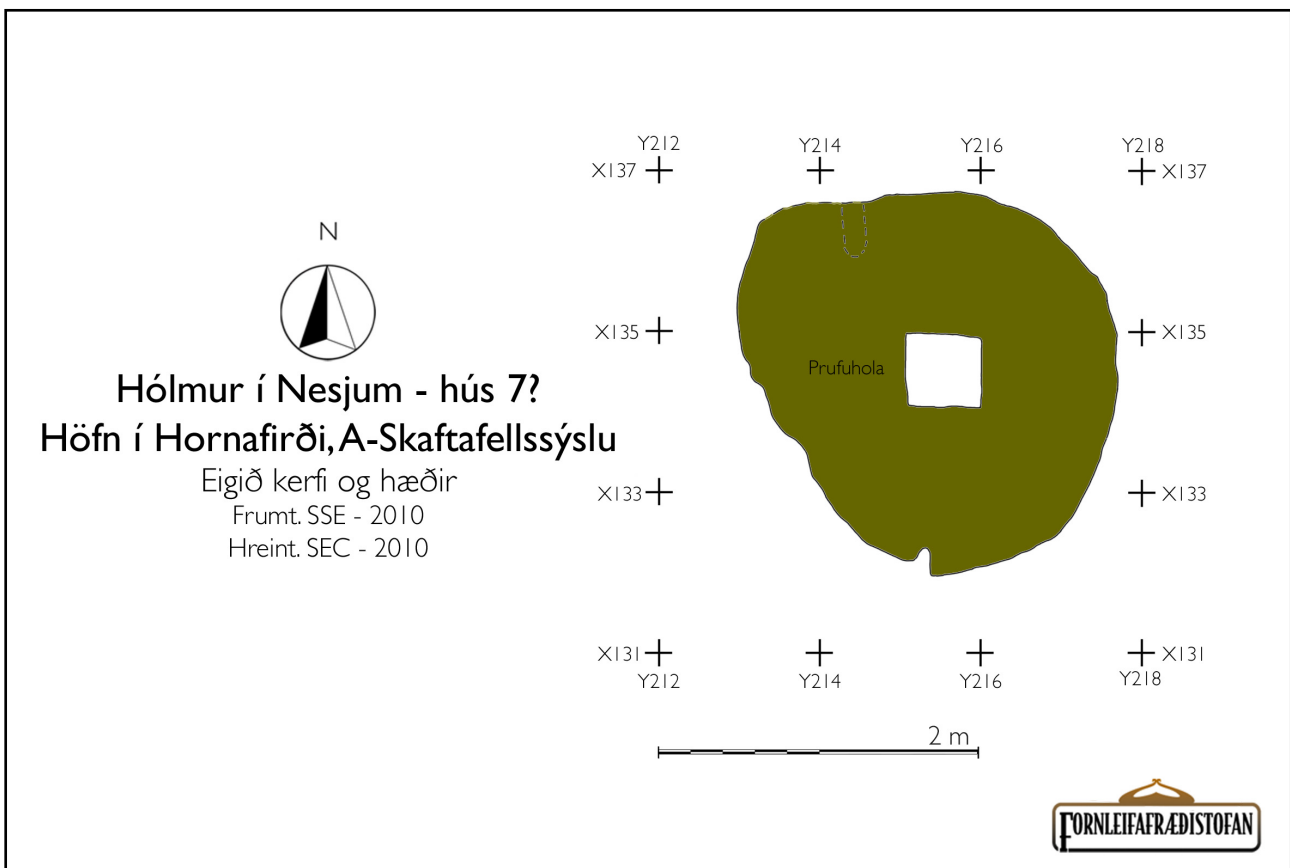 Y212 Y214 Y216 Y218
X137 X137
N
X135 X135
Prufuhola
Hólmur í Nesjum - hús 7?
Höfn í Hornafirði, A-Skaftafellssýslu
Eigið kerfi og hæðir
X133 X133
Frumt. SSE - 2010
Hreint. SEC - 2010
X131 X131
Y212 Y214 Y216 Y218
2 m
FORNLEIFAFRÆÐISTOFAN